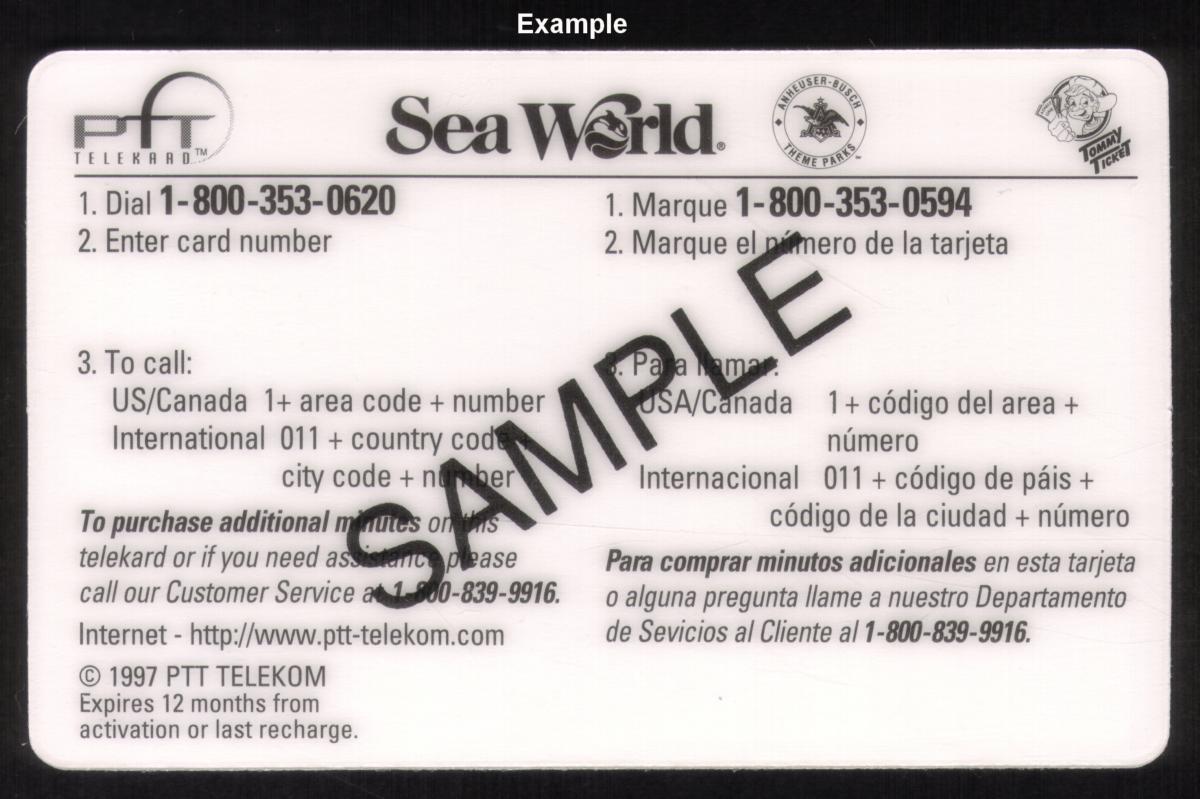 Example
PTT
TELEKARD™
Sea World®
ANHEUSER-BUSCH
THEME PARKS™
TOMMY
TICKET
1. Dial 1-800-353-0620
2. Enter card number
3. To call:
US/Canada 1+ area code + number
International 011 + country code +
city code + number
To purchase additional minutes on this
telekard or if you need assistance please
call our Customer Service at 1-800-839-9916.
Internet - http://www.ptt-telekom.com
© 1997 PTT TELEKOM
Expires 12 months from
activation or last recharge.
1. Marque 1-800-353-0594
2. Marque el número de la tarjeta
3. Para llamar:
USA/Canada 1+ código del area +
número
Internacional 011 + código de páis +
código de la ciudad + número
Para comprar minutos adicionales en esta tarjeta
o alguna pregunta llame a nuestro Departamento
de Sevicios al Cliente al 1-800-839-9916.
SAMPLE